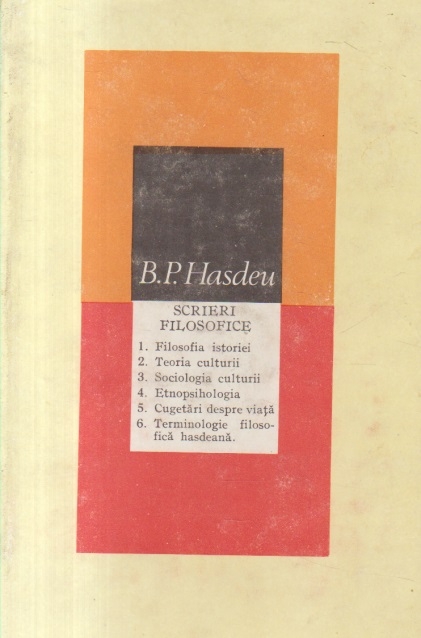 B.P. Hasdeu
SCRIERI
FILOSOFICE
1. Filosofia istoriei
2. Teoria culturii
3. Sociologia culturii
4. Etnopsihologia
5. Cugetări despre viaţă
6. Terminologie filoso-
fică hasdeană.